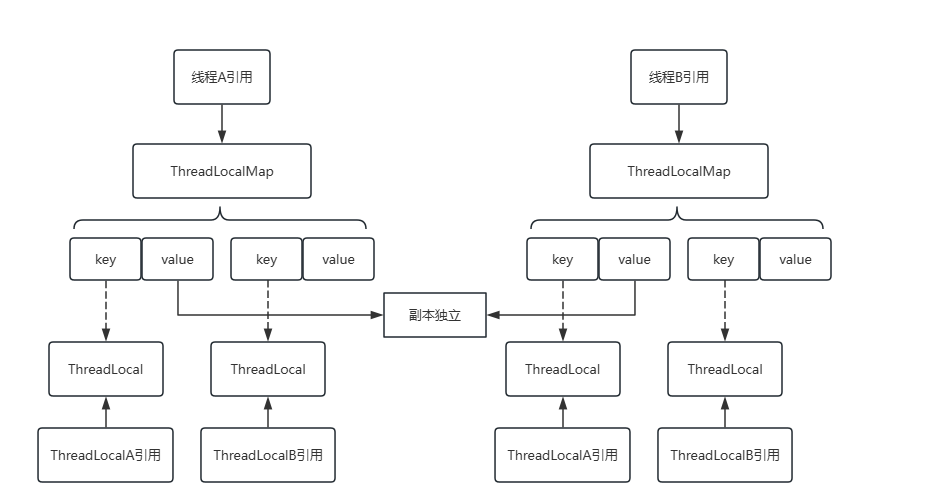 线程A引用
线程B引用
ThreadLocalMap
ThreadLocalMap
key
value
key
value
key
value
key
value
副本独立
ThreadLocal
ThreadLocal
ThreadLocal
ThreadLocal
ThreadLocalA引用
ThreadLocalB引用
ThreadLocalA引用
ThreadLocalB引用